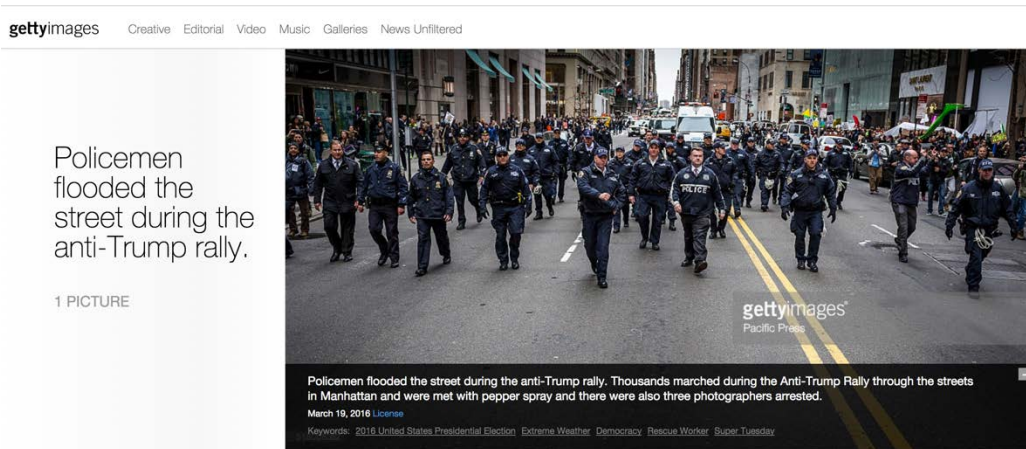 gettyimages Creative Editorial Video Music Galleries News Unfiltered
Policemen
flooded the
street during the
anti-Trump rally.
1 PICTURE
POLICE
gettyimages®
Pacific Press
Policemen flooded the street during the anti-Trump rally. Thousands marched during the Anti-Trump Rally through the streets
in Manhattan and were met with pepper spray and there were also three photographers arrested.
March 19, 2016 License
Keywords: 2016 United States Presidential Election Extreme Weather Democracy Rescue Worker Super Tuesday